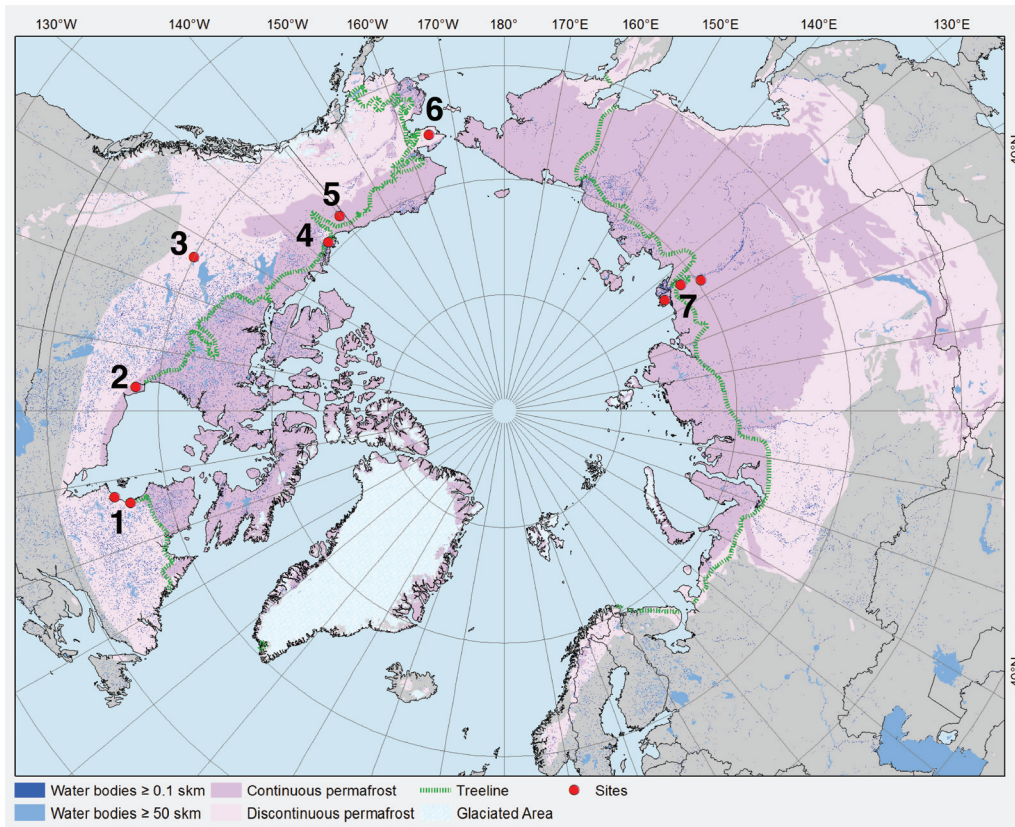 130°W 140°W 150°W 160°W 170°W 180° 170°E 160°E 150°E 140°E 130°E
6
40°N
5
4
3
7
2
1
40°N
Water bodies ≥ 0.1 skm Continuous permafrost Treeline Sites
Water bodies ≥ 50 skm Discontinuous permafrost Glaciated Area